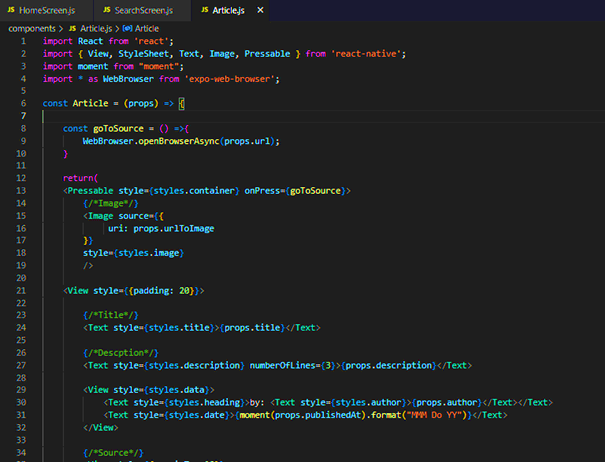 JS HomeScreen.js JS SearchScreen.js JS Article.js ×
components > JS Article.js > Article
1 import React from 'react';
2 import { View, StyleSheet, Text, Image, Pressable } from 'react-native';
3 import moment from "moment";
4 import * as WebBrowser from 'expo-web-browser';
5
6 const Article = (props) => {
7
8 const goToSource = () =>{
9 WebBrowser.openBrowserAsync(props.url);
10 }
11
12 return(
13 <Pressable style={styles.container} onPress={goToSource}>
14 {/*Image*/}
15 <Image source={{
16 uri: props.urlToImage
17 }}
18 style={styles.image}
19 />
20
21 <View style={{padding: 20}}>
22
23 {/*Title*/}
24 <Text style={styles.title}>{props.title}</Text>
25
26 {/*Descption*/}
27 <Text style={styles.description} numberOfLines={3}>{props.description}</Text>
28
29 <View style={styles.data}>
30 <Text style={styles.heading}>by: <Text style={styles.author}>{props.author}</Text></Text>
31 <Text style={styles.date}>{moment(props.publishedAt).format("MMM Do YY")}</Text>
32 </View>
33
34 {/*Source*/}